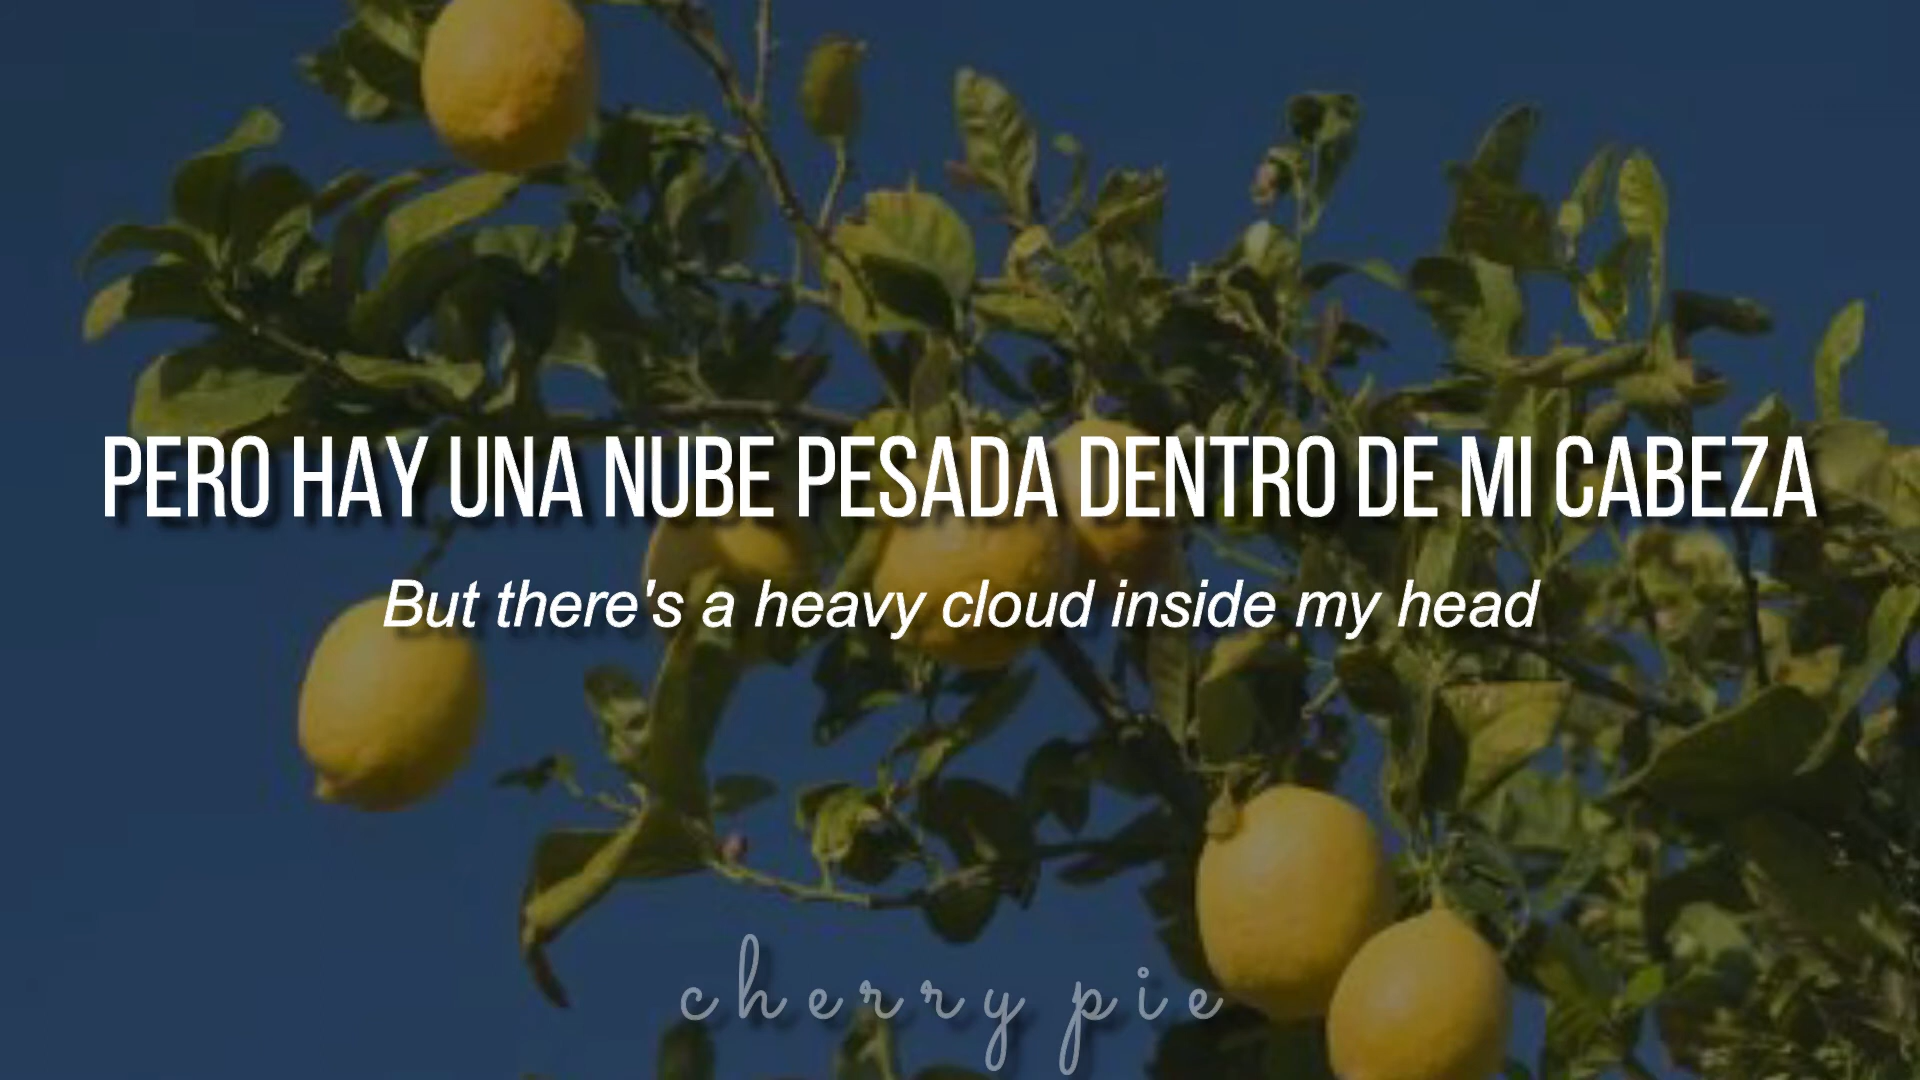 PERO HAY UNA NUBE PESADA DENTRO DE MI CABEZA
But there's a heavy cloud inside my head
cherry pie